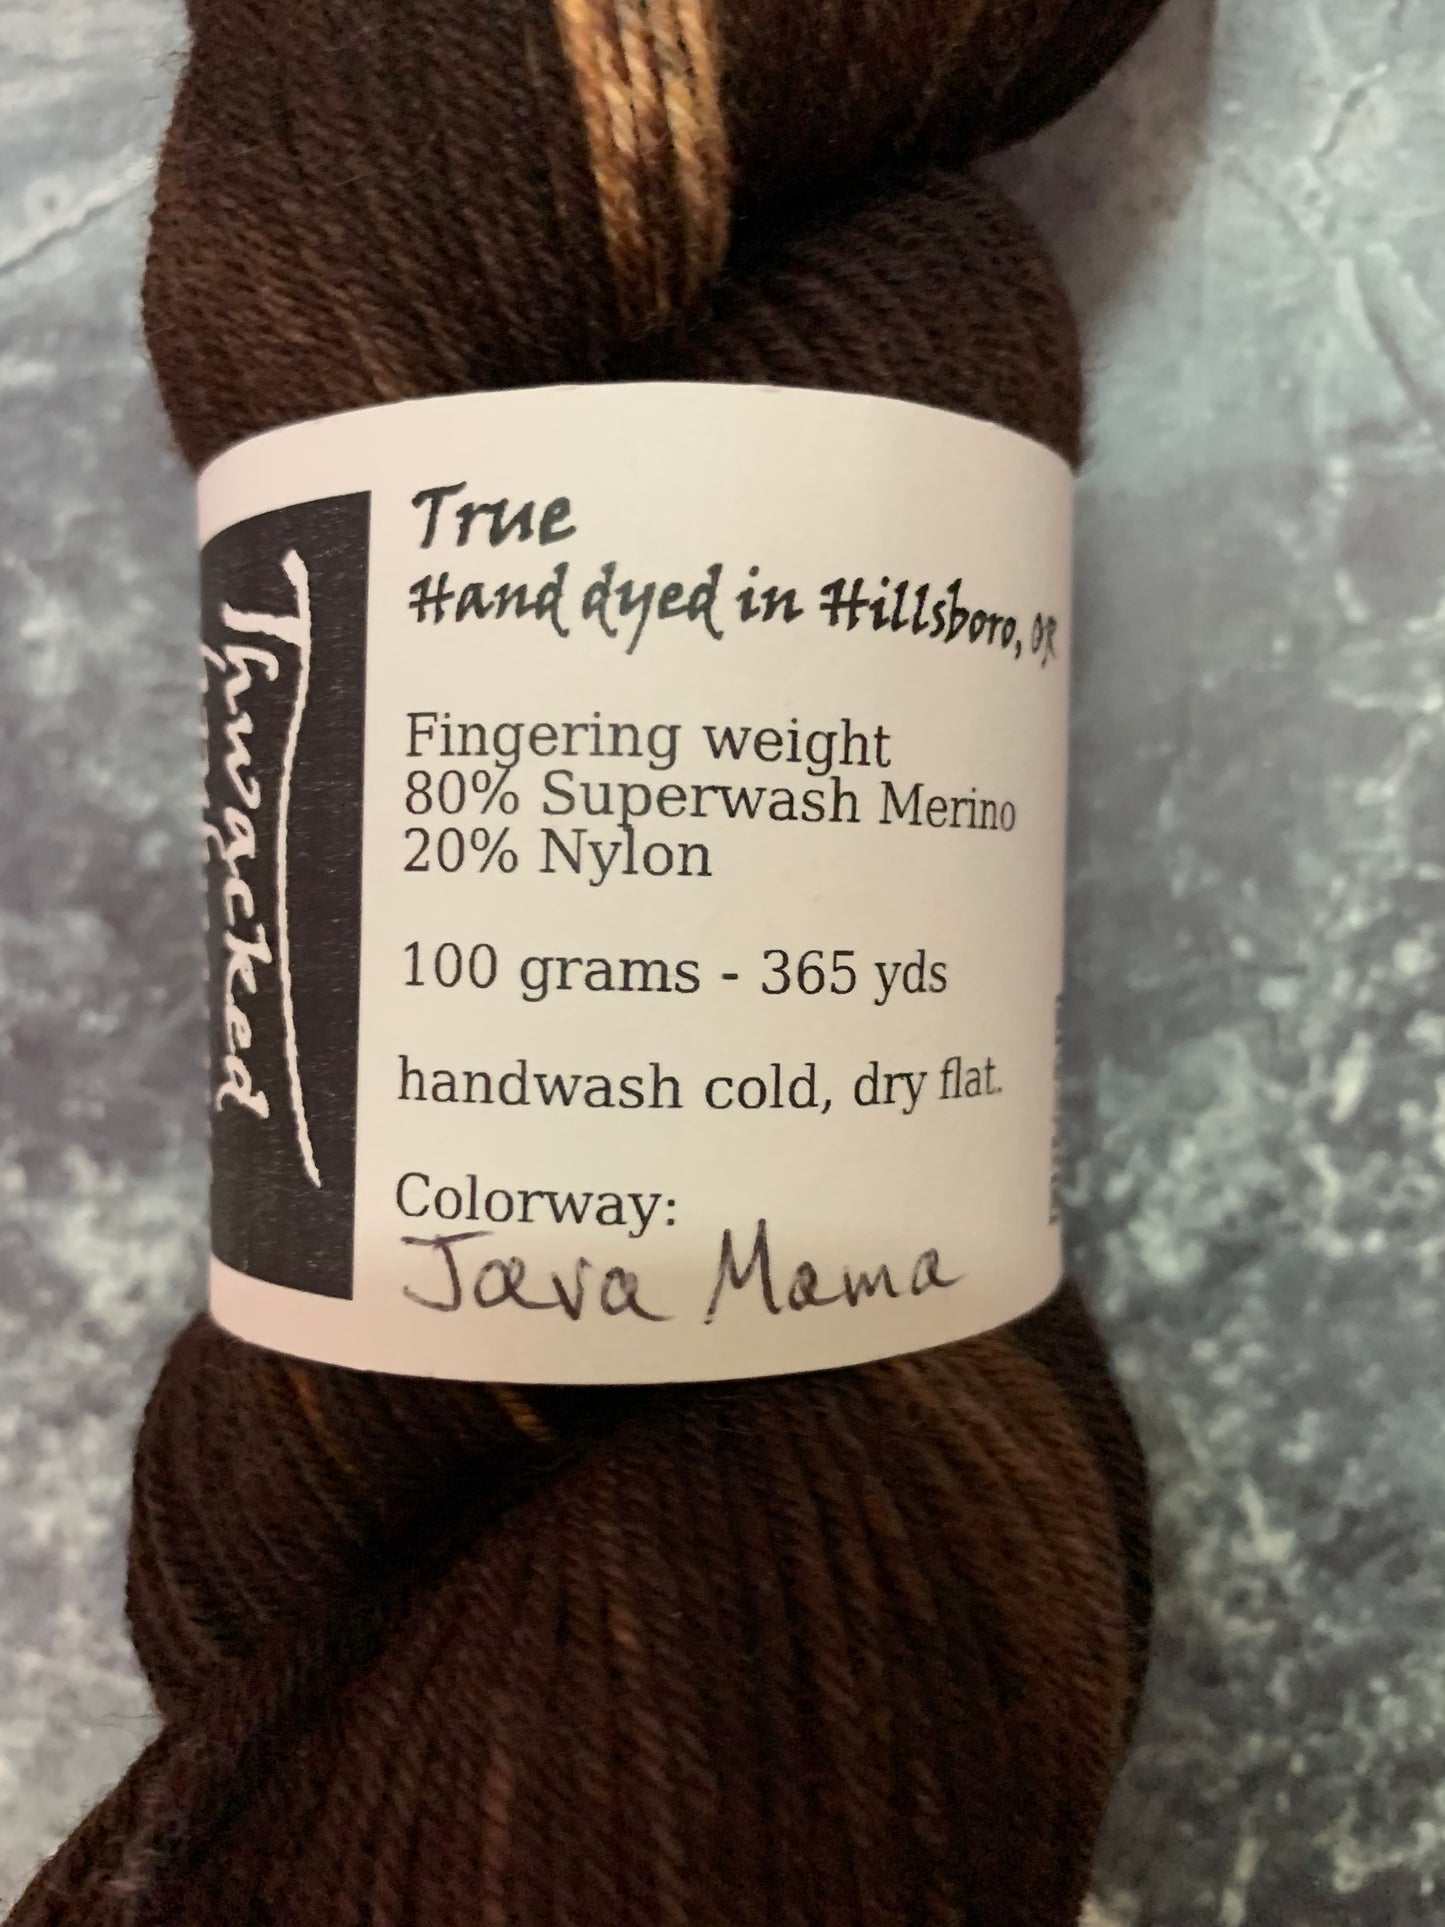 True
Hand dyed in Hillsboro, OR
Fingering weight
80% Superwash Merino
20% Nylon
100 grams - 365 yds
handwash cold, dry flat.
Colorway:
Java Mama
Thwacked